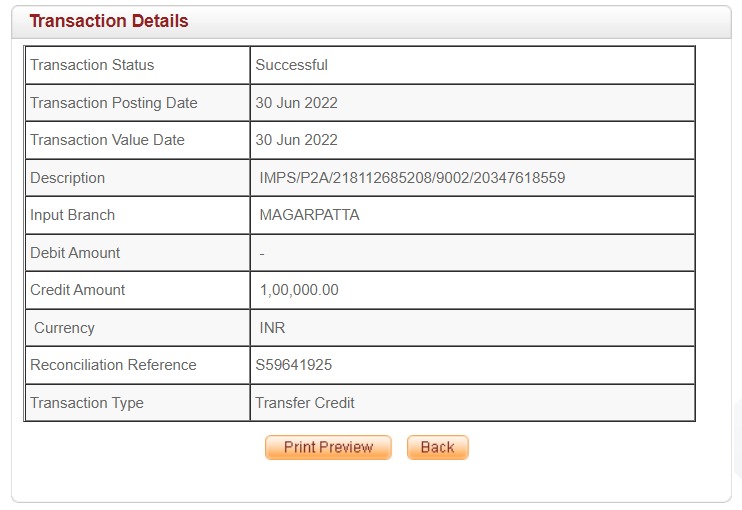 Transaction Details
Transaction Status Successful
Transaction Posting Date 30 Jun 2022
Transaction Value Date 30 Jun 2022
Description IMPS/P2A/218112685208/9002/20347618559
Input Branch MAGARPATTA
Debit Amount -
Credit Amount 1,00,000.00
Currency INR
Reconciliation Reference S59641925
Transaction Type Transfer Credit
Print Preview Back